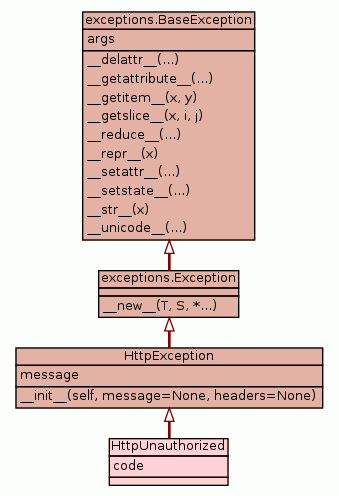 exceptions.BaseException
args
__delattr__(...)
__getattribute__(...)
__getitem__(x, y)
__getslice__(x, i, j)
__reduce__(...)
__repr__(x)
__setattr__(...)
__setstate__(...)
__str__(x)
__unicode__(...)
exceptions.Exception
__new__(T, S, *...)
HttpException
message
__init__(self, message=None, headers=None)
HttpUnauthorized
code